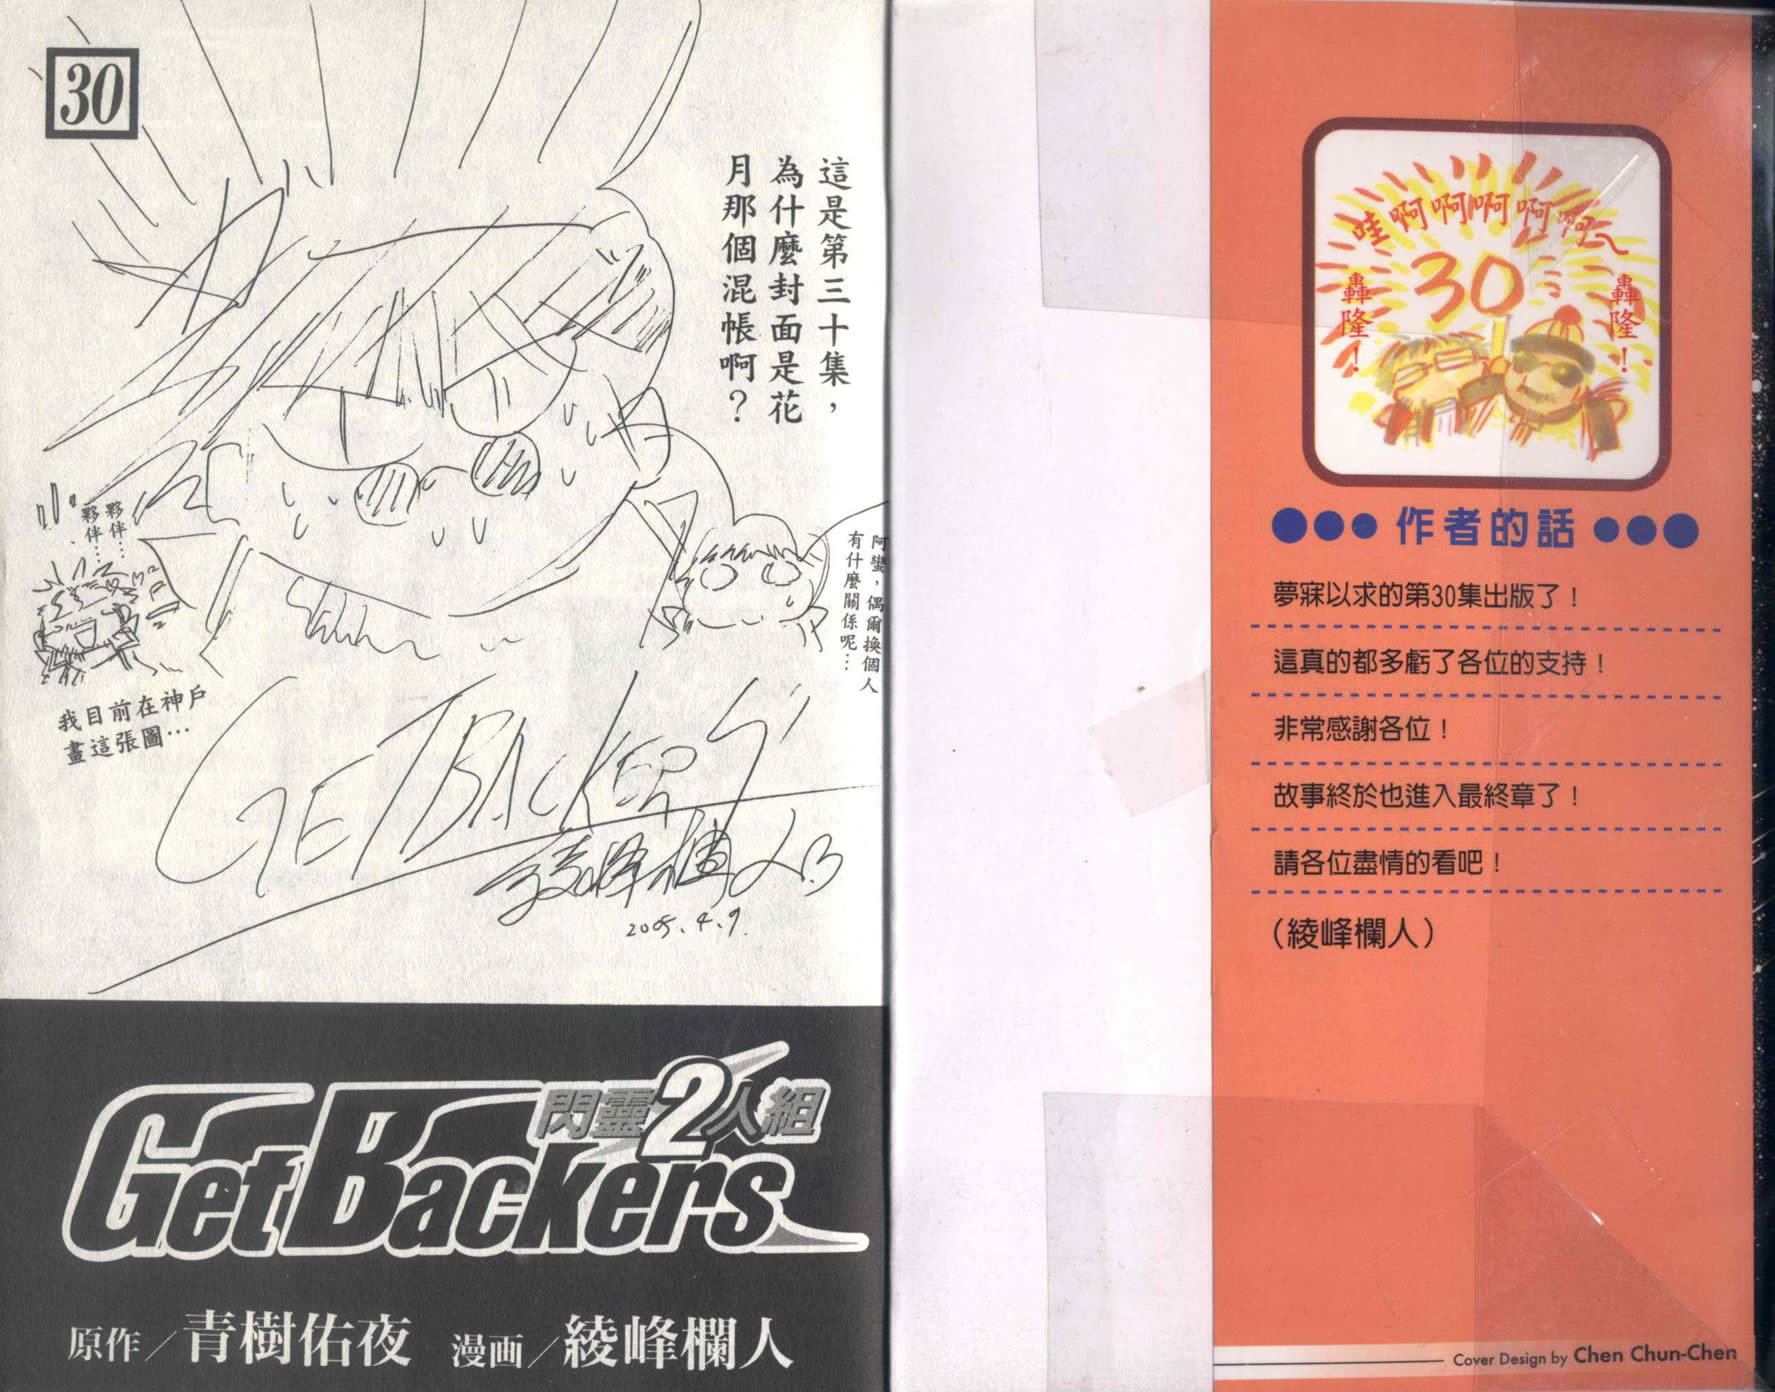 30
這是第三十集，
為什麼封面是花
月那個混帳啊？
夥伴…
夥伴…
阿蠻，偶爾換個人
有什麼關係呢…
我目前在神戶
畫這張圖…
GETBACKERS
綾峰欄人
2005.4.9.
GetBackers
閃靈2人組
原作／青樹佑夜 漫画／綾峰欄人
哇啊啊啊啊啊～
30
轟隆！
轟隆！
●●●作者的話●●●
夢寐以求的第30集出版了！
這真的都多虧了各位的支持！
非常感謝各位！
故事終於也進入最終章了！
請各位盡情的看吧！
（綾峰欄人）
Cover Design by Chen Chun-Chen